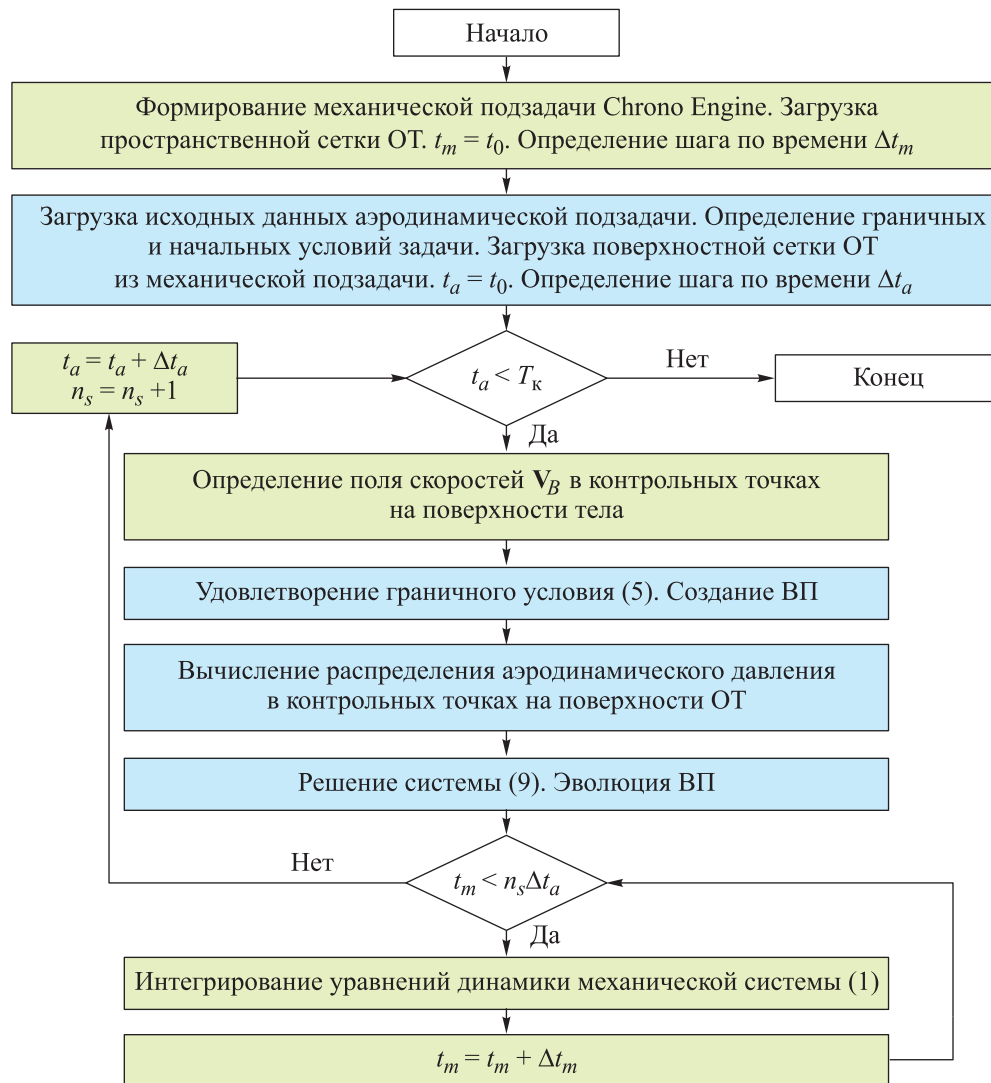 Начало
Формирование механической подзадачи Chrono Engine. Загрузка
пространственной сетки ОТ. t_m = t_0. Определение шага по времени Δt_m
Загрузка исходных данных аэродинамической подзадачи. Определение граничных
и начальных условий задачи. Загрузка поверхностной сетки ОТ
из механической подзадачи. t_a = t_0. Определение шага по времени Δt_a
t_a = t_a + Δt_a
n_s = n_s +1
t_a < T_к
Нет
Конец
Да
Определение поля скоростей V_B в контрольных точках
на поверхности тела
Удовлетворение граничного условия (5). Создание ВП
Вычисление распределения аэродинамического давления
в контрольных точках на поверхности ОТ
Решение системы (9). Эволюция ВП
Нет
t_m < n_sΔt_a
Да
Интегрирование уравнений динамики механической системы (1)
t_m = t_m + Δt_m